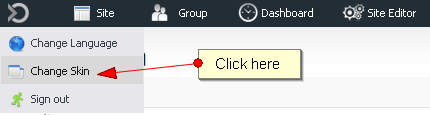 Site Group Dashboard Site Editor
Change Language
Change Skin
Click here
Sign out